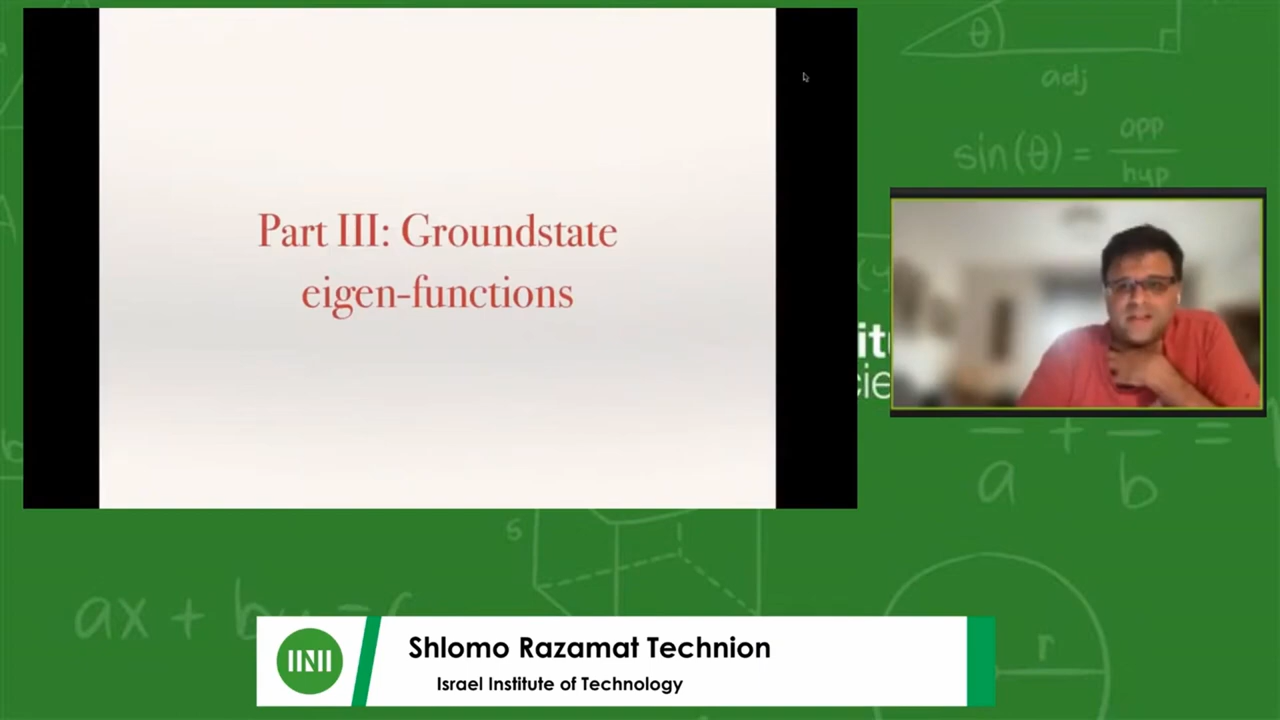 Part III: Groundstate
eigen-functions
θ
adj
sin(θ) = opp
hyp
a + b =
s
r
ax + b
Shlomo Razamat Technion
Israel Institute of Technology